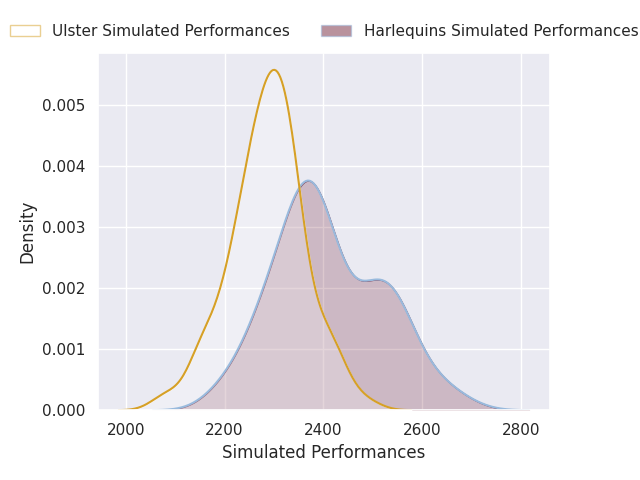 Ulster Simulated Performances
Harlequins Simulated Performances
0.005
0.004
0.003
0.002
0.001
0.000
Density
2000 2200 2400 2600 2800
Simulated Performances